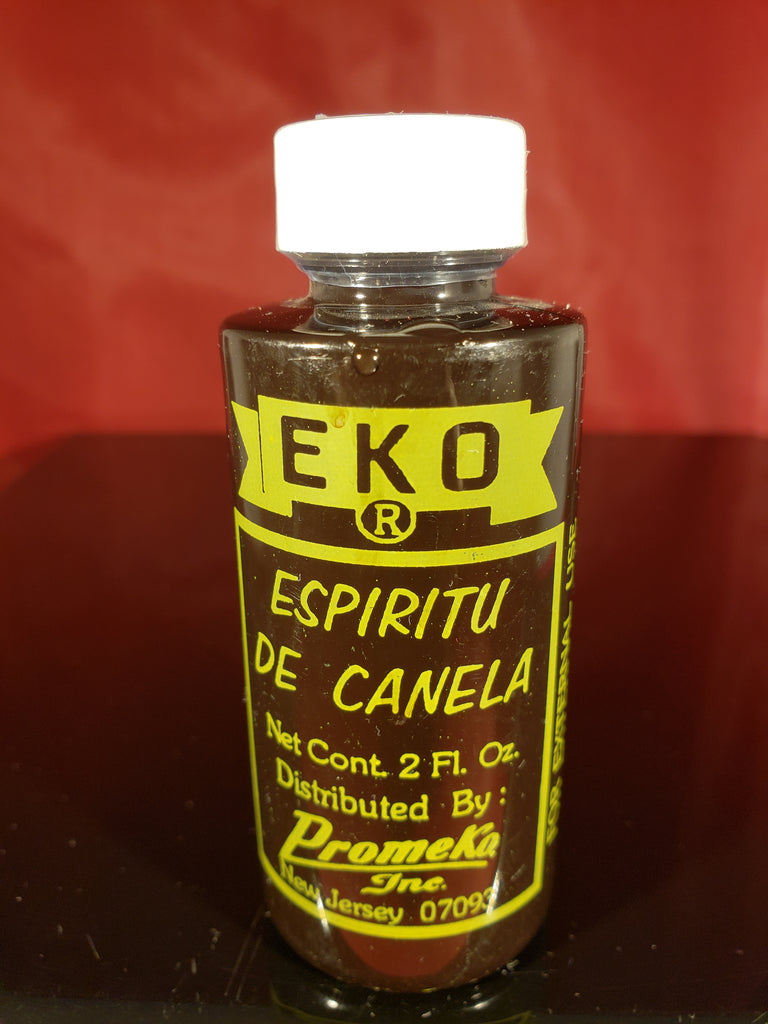 EKO
®
ESPIRITU
DE CANELA
Net Cont. 2 Fl. Oz.
Distributed By :
Promeko
Inc.
New Jersey 07093
FOR EXTERNAL USE